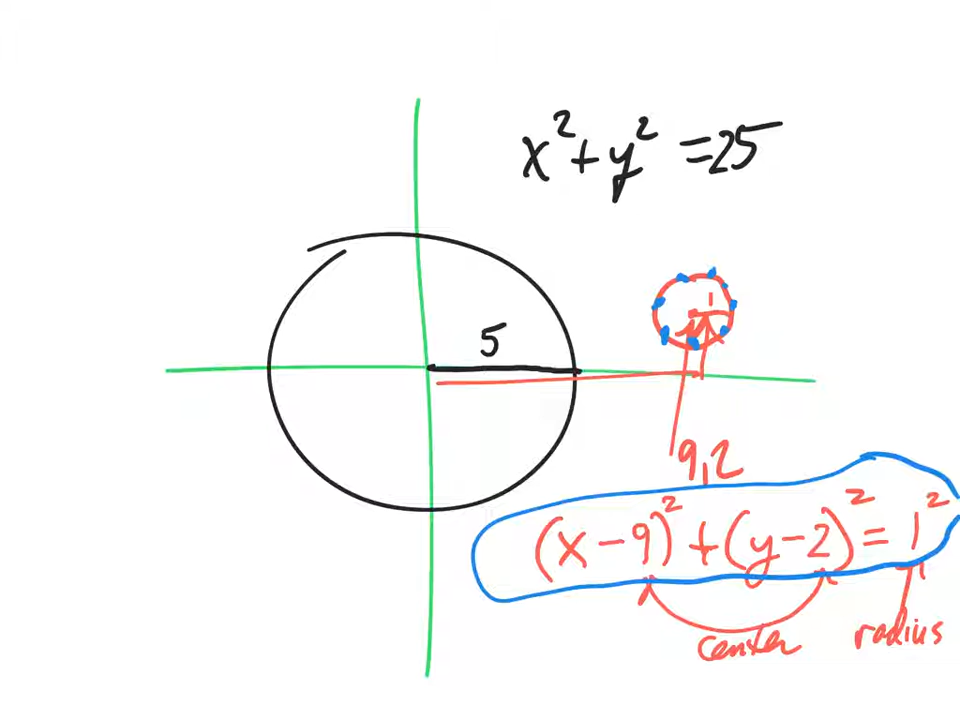 x²+y²=25
1
5
9,2
(x-9)²+(y-2)²=1²
center radius